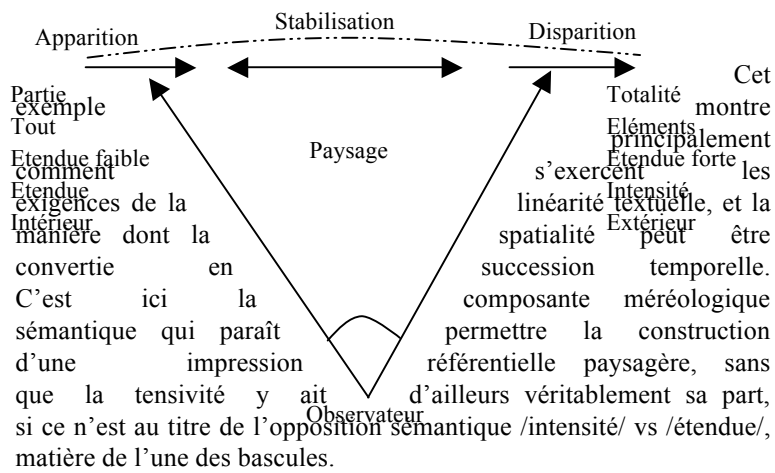 Stabilisation
Apparition
Disparition
Partie
Tout
Etendue faible
Etendue
Intérieur
Totalité
Eléments
Etendue forte
Intensité
Extérieur
Paysage
Observateur
Cet
exemple montre
principalement
comment s’exercent les
exigences de la linéarité textuelle, et la
manière dont la spatialité peut être
convertie en succession temporelle.
C’est ici la composante méréologique
sémantique qui paraît permettre la construction
d’une impression référentielle paysagère, sans
que la tensivité y ait d’ailleurs véritablement sa part,
si ce n’est au titre de l’opposition sémantique /intensité/ vs /étendue/,
matière de l’une des bascules.